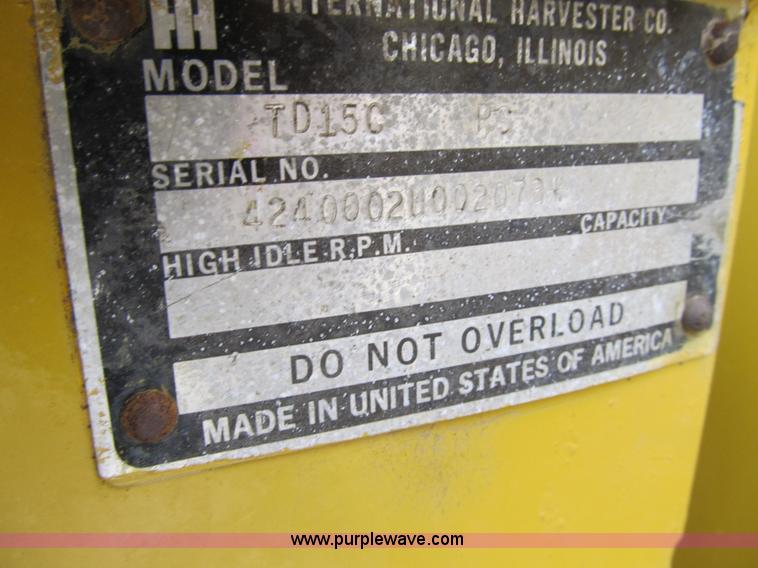 INTERNATIONAL HARVESTER CO.
CHICAGO, ILLINOIS
MODEL
TD15C PS
SERIAL NO.
HIGH IDLE R.P.M. CAPACITY
DO NOT OVERLOAD
MADE IN UNITED STATES OF AMERICA
www.purplewave.com